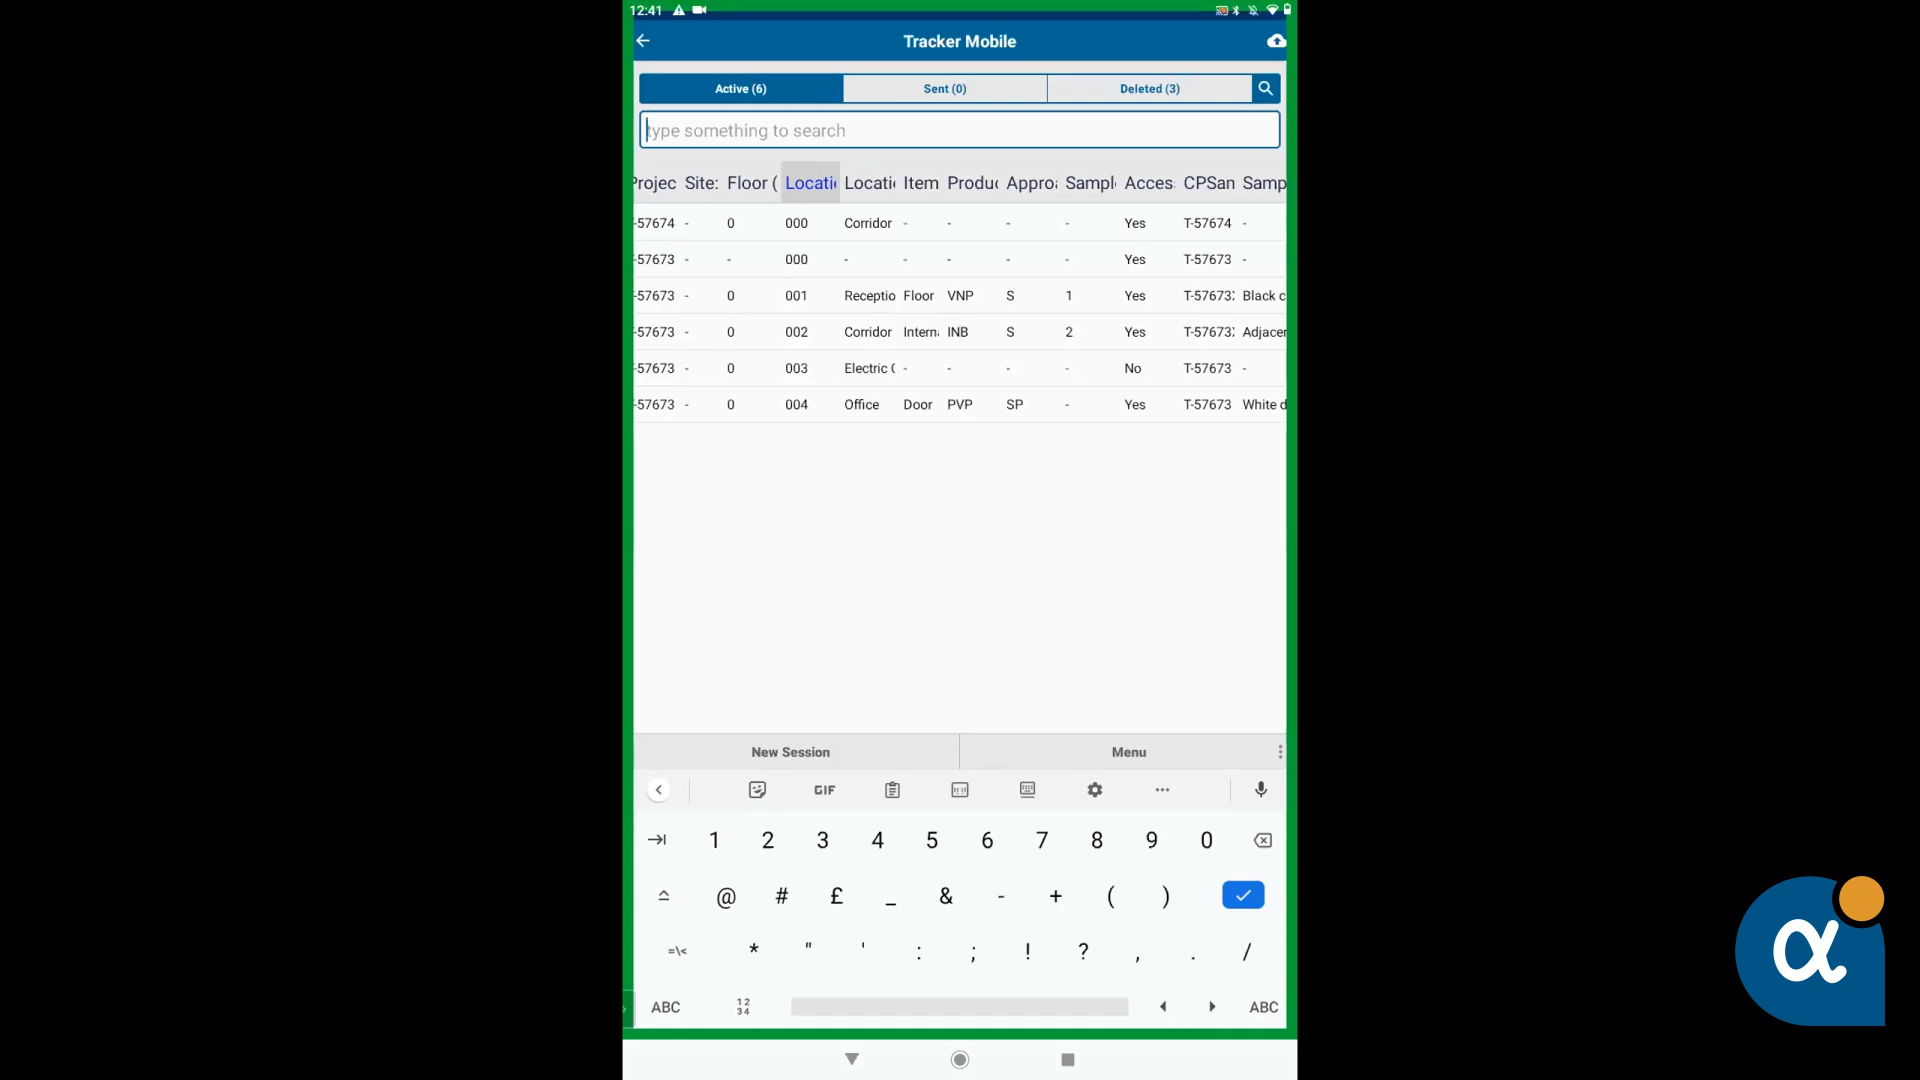 12:41
Tracker Mobile
Active (6) Sent (0) Deleted (3)
type something to search
Projec Site: Floor ( Locati Locati Item Produc Approa Sampl Acces CPSan Samp
-57674 - 0 000 Corridor - - - - Yes T-57674 -
-57673 - - 000 - - - - - Yes T-57673 -
-57673 - 0 001 Receptio Floor VNP S 1 Yes T-57673 Black c
-57673 - 0 002 Corridor Intern INB S 2 Yes T-57673 Adjacer
-57673 - 0 003 Electric - - - - No T-57673 -
-57673 - 0 004 Office Door PVP SP - Yes T-57673 White d
New Session Menu
GIF
1 2 3 4 5 6 7 8 9 0
@ # £ _ & - + ( )
=\< * " ' : ; ! ? , . /
ABC 12 34 ABC
α